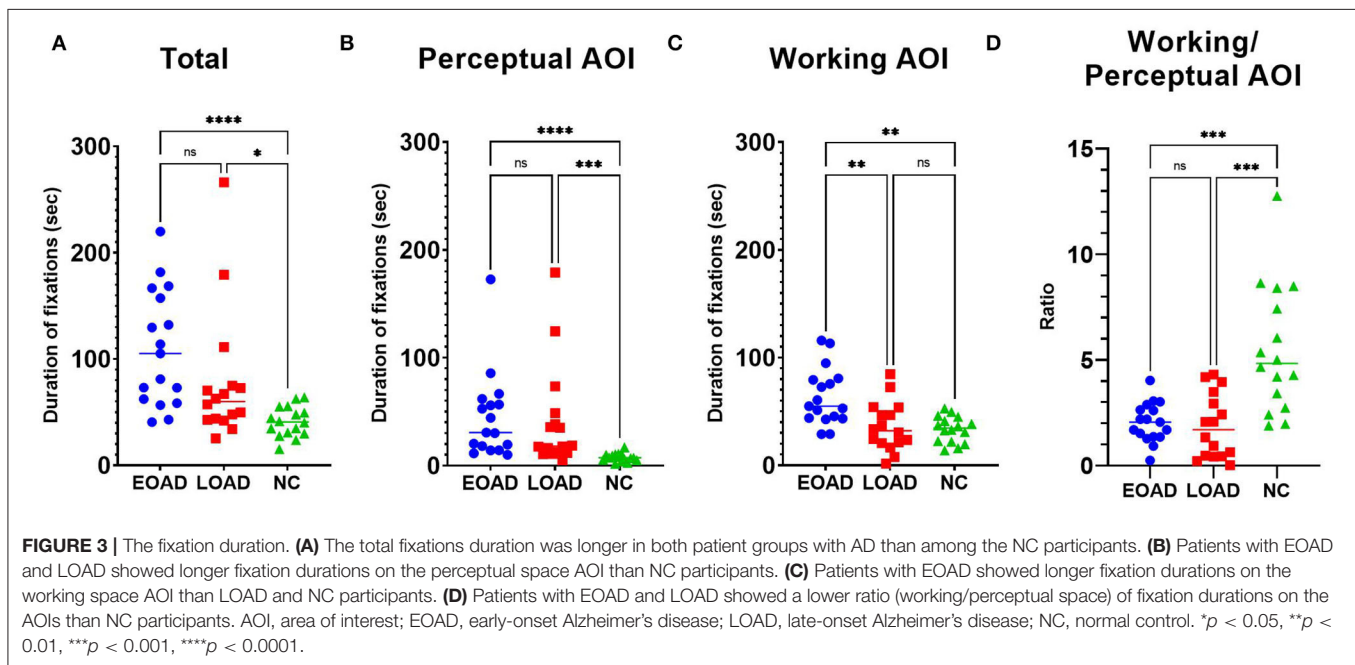 A
Total
****
ns
*
300
200
100
0
Duration of fixations (sec)
EOAD LOAD NC
B
Perceptual AOI
****
ns
***
300
200
100
0
Duration of fixations (sec)
EOAD LOAD NC
C
Working AOI
**
**
ns
300
200
100
0
Duration of fixations (sec)
EOAD LOAD NC
D
Working/
Perceptual AOI
***
ns
***
15
10
5
0
Ratio
EOAD LOAD NC
FIGURE 3 | The fixation duration. (A) The total fixations duration was longer in both patient groups with AD than among the NC participants. (B) Patients with EOAD
and LOAD showed longer fixation durations on the perceptual space AOI than NC participants. (C) Patients with EOAD showed longer fixation durations on the
working space AOI than LOAD and NC participants. (D) Patients with EOAD and LOAD showed a lower ratio (working/perceptual space) of fixation durations on the
AOIs than NC participants. AOI, area of interest; EOAD, early-onset Alzheimer's disease; LOAD, late-onset Alzheimer's disease; NC, normal control. *p < 0.05, **p <
0.01, ***p < 0.001, ****p < 0.0001.